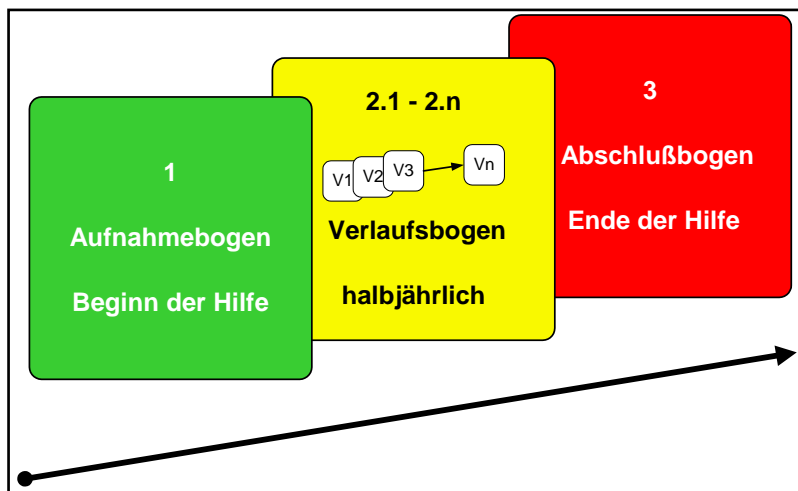 1
Aufnahmebogen
Beginn der Hilfe
2.1 - 2.n
V1 V2 V3 Vn
Verlaufsbogen
halbjährlich
3
Abschlußbogen
Ende der Hilfe